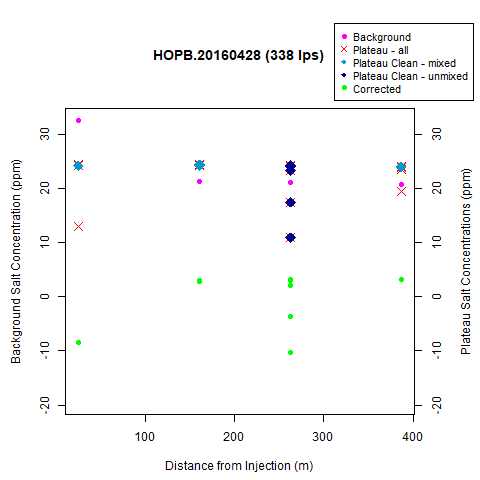 HOPB.20160428 (338 lps)
Background
Plateau - all
Plateau Clean - mixed
Plateau Clean - unmixed
Corrected
30
20
10
0
-10
-20
Background Salt Concentration (ppm)
30
20
10
0
-10
-20
Plateau Salt Concentrations (ppm)
100
200
300
400
Distance from Injection (m)